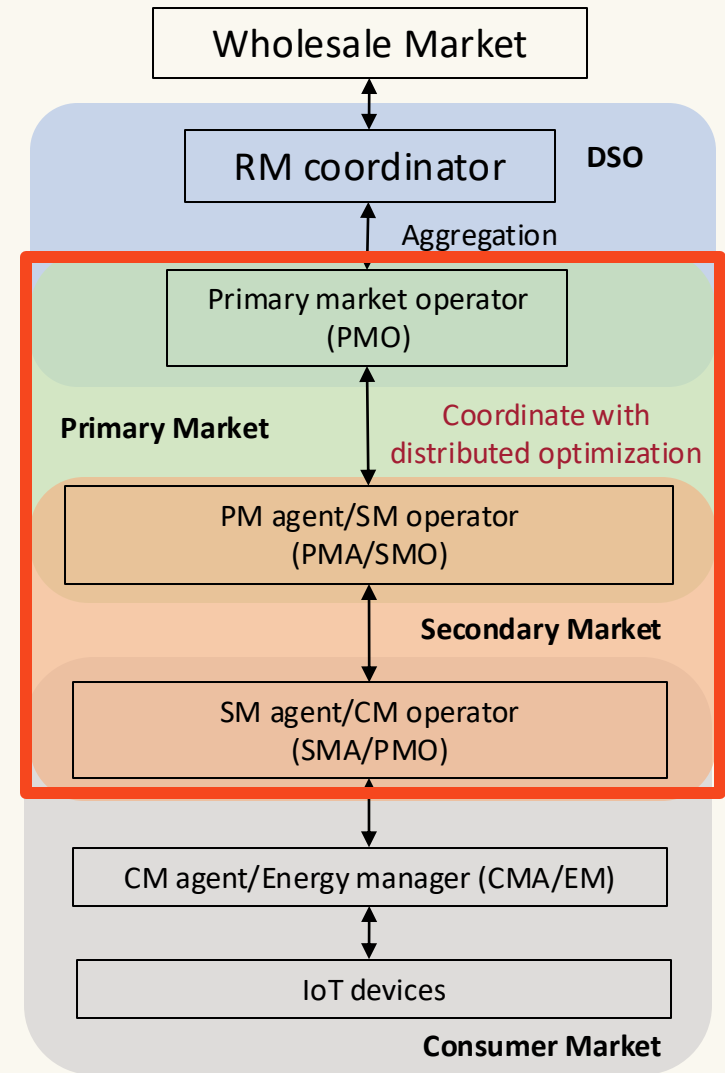 Wholesale Market
RM coordinator
DSO
Aggregation
Primary market operator
(PMO)
Primary Market
Coordinate with
distributed optimization
PM agent/SM operator
(PMA/SMO)
Secondary Market
SM agent/CM operator
(SMA/PMO)
CM agent/Energy manager (CMA/EM)
IoT devices
Consumer Market